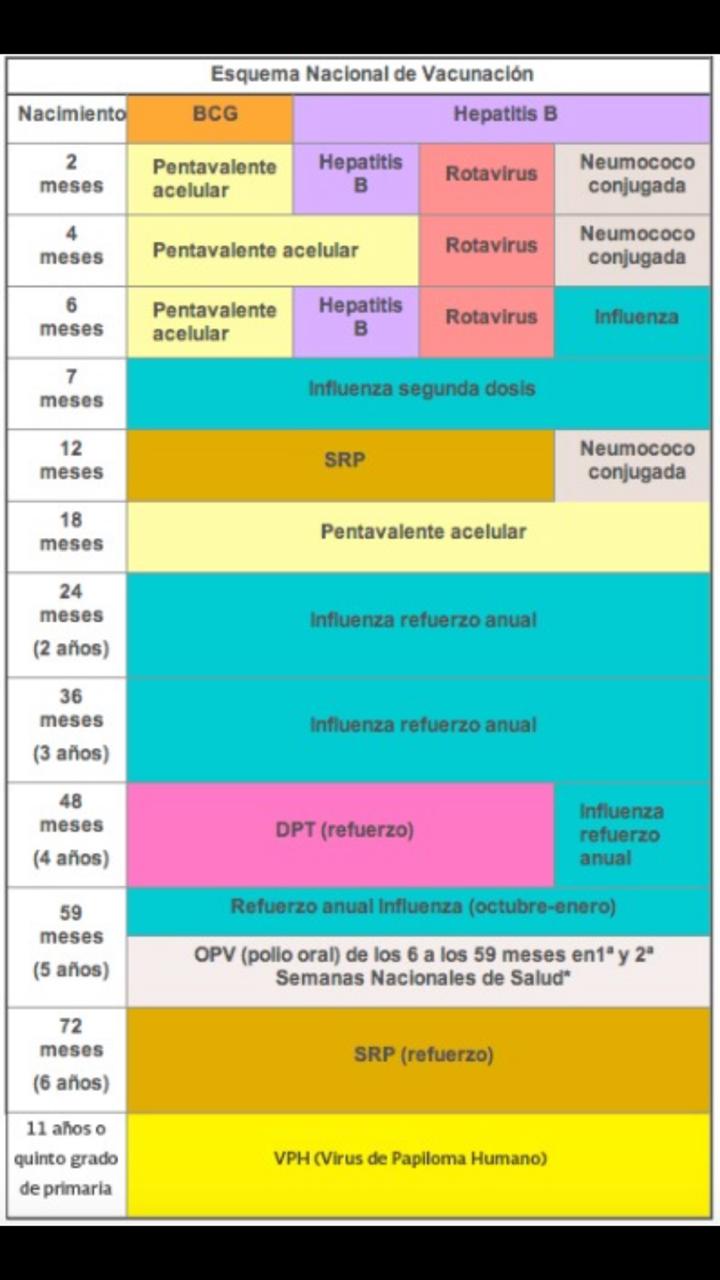 Esquema Nacional de Vacunación
Nacimiento
BCG
Hepatitis B
2
meses
Pentavalente
acelular
Hepatitis
B
Rotavirus
Neumococo
conjugada
4
meses
Pentavalente acelular
Rotavirus
Neumococo
conjugada
6
meses
Pentavalente
acelular
Hepatitis
B
Rotavirus
Influenza
7
meses
Influenza segunda dosis
12
meses
SRP
Neumococo
conjugada
18
meses
Pentavalente acelular
24
meses
(2 años)
Influenza refuerzo anual
36
meses
(3 años)
Influenza refuerzo anual
48
meses
(4 años)
DPT (refuerzo)
Influenza
refuerzo
anual
59
meses
(5 años)
Refuerzo anual Influenza (octubre-enero)
OPV (polio oral) de los 6 a los 59 meses en1ª y 2ª
Semanas Nacionales de Salud*
72
meses
(6 años)
SRP (refuerzo)
11 años o
quinto grado
de primaria
VPH (Virus de Papiloma Humano)